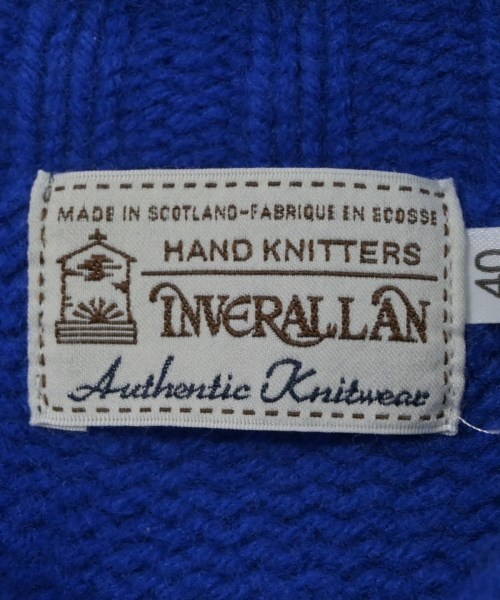 MADE IN SCOTLAND-FABRIQUE EN ECOSSE
HAND KNITTERS
INVERALLAN
Authentic Knitwear
40